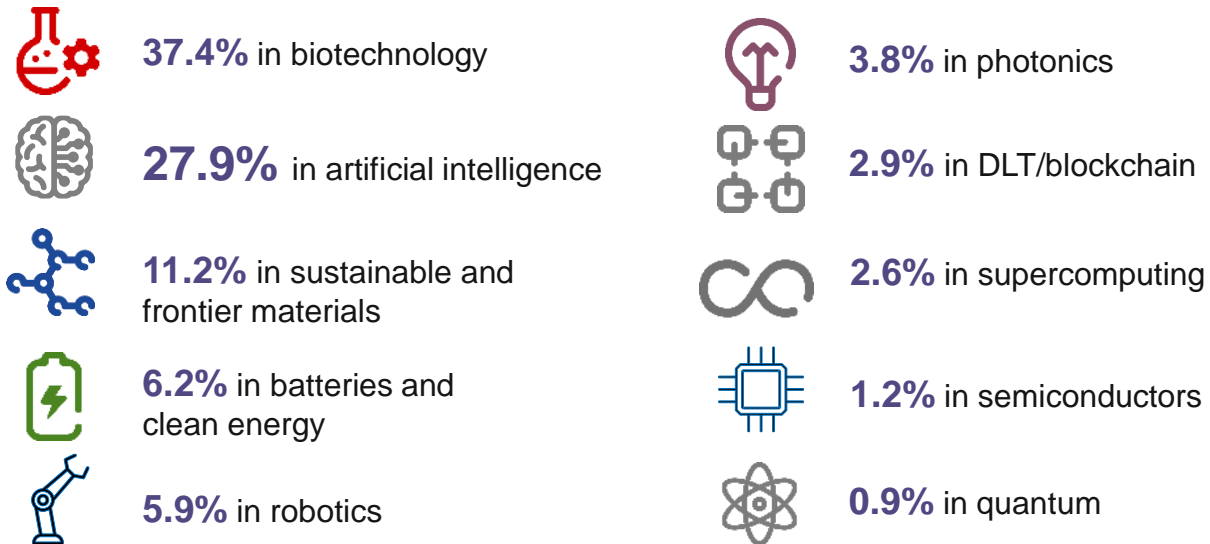 37.4% in biotechnology
27.9% in artificial intelligence
11.2% in sustainable and
frontier materials
6.2% in batteries and
clean energy
5.9% in robotics
3.8% in photonics
2.9% in DLT/blockchain
2.6% in supercomputing
1.2% in semiconductors
0.9% in quantum